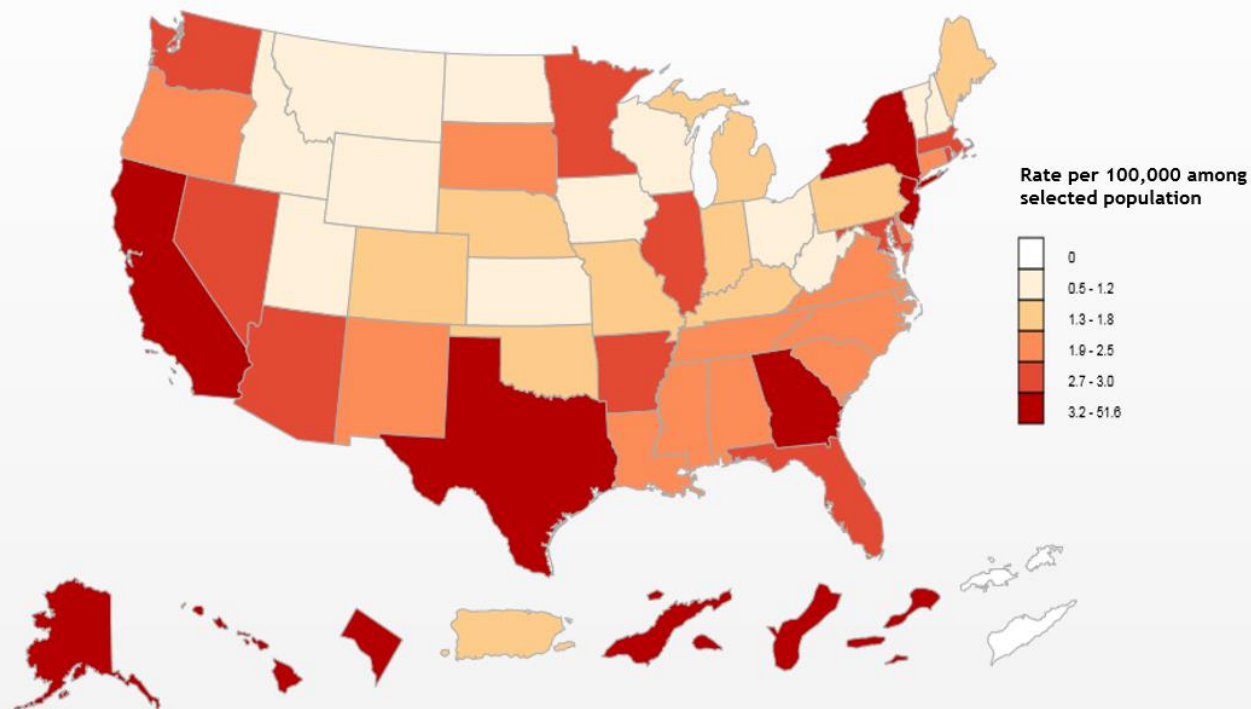 Rate per 100,000 among
selected population
0
0.5 - 1.2
1.3 - 1.8
1.9 - 2.5
2.7 - 3.0
3.2 - 51.6